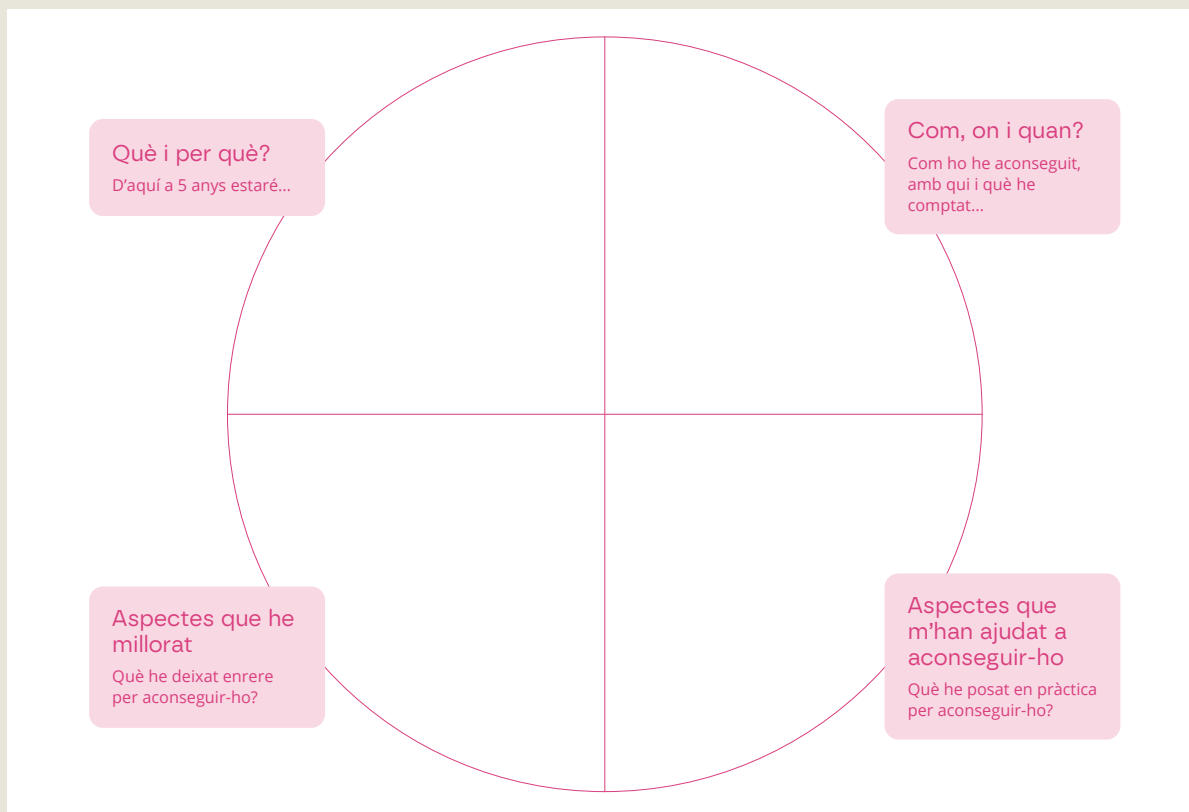 Què i per què?
D'aquí a 5 anys estaré...
Com, on i quan?
Com ho he aconseguit,
amb qui i què he
comptat...
Aspectes que he
millorat
Què he deixat enrere
per aconseguir-ho?
Aspectes que
m'han ajudat a
aconseguir-ho
Què he posat en pràctica
per aconseguir-ho?